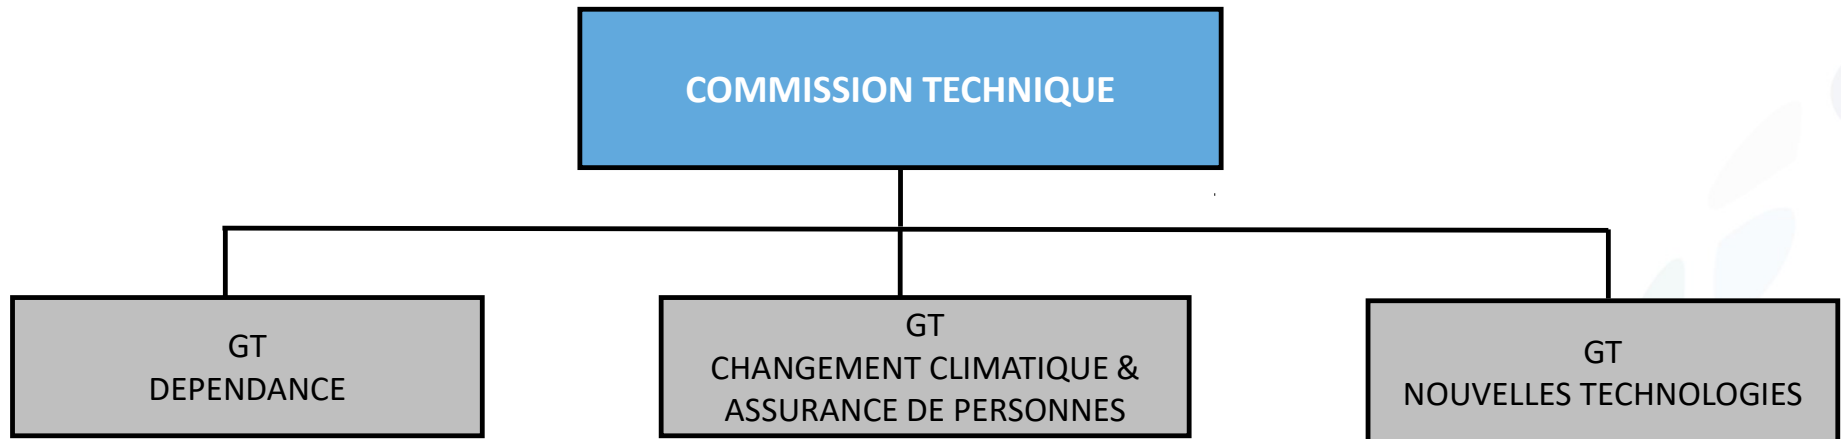 COMMISSION TECHNIQUE
GT
DEPENDANCE
GT
CHANGEMENT CLIMATIQUE &
ASSURANCE DE PERSONNES
GT
NOUVELLES TECHNOLOGIES